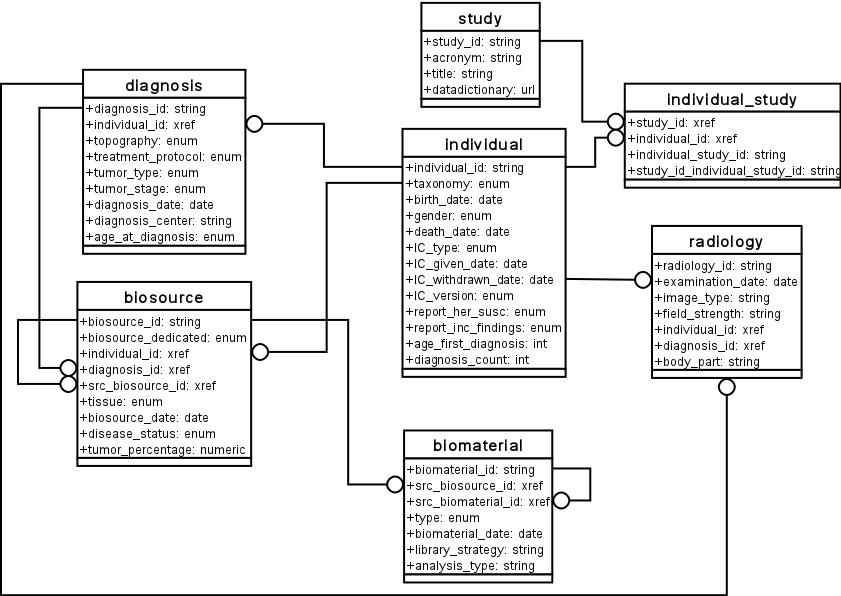 study
+study_id: string
+acronym: string
+title: string
+datadictionary: url
diagnosis
+diagnosis_id: string
+individual_id: xref
+topography: enum
+treatment_protocol: enum
+tumor_type: enum
+tumor_stage: enum
+diagnosis_date: date
+diagnosis_center: string
+age_at_diagnosis: enum
individual_study
+study_id: xref
+individual_id: xref
+individual_study_id: string
+study_id_individual_study_id: string
individual
+individual_id: string
+taxonomy: enum
+birth_date: date
+gender: enum
+death_date: date
+IC_type: enum
+IC_given_date: date
+IC_withdrawn_date: date
+IC_version: enum
+report_her_susc: enum
+report_inc_findings: enum
+age_first_diagnosis: int
+diagnosis_count: int
radiology
+radiology_id: string
+examination_date: date
+image_type: string
+field_strength: string
+individual_id: xref
+diagnosis_id: xref
+body_part: string
biosource
+biosource_id: string
+biosource_dedicated: enum
+individual_id: xref
+diagnosis_id: xref
+src_biosource_id: xref
+tissue: enum
+biosource_date: date
+disease_status: enum
+tumor_percentage: numeric
biomaterial
+biomaterial_id: string
+src_biosource_id: xref
+src_biomaterial_id: xref
+type: enum
+biomaterial_date: date
+library_strategy: string
+analysis_type: string